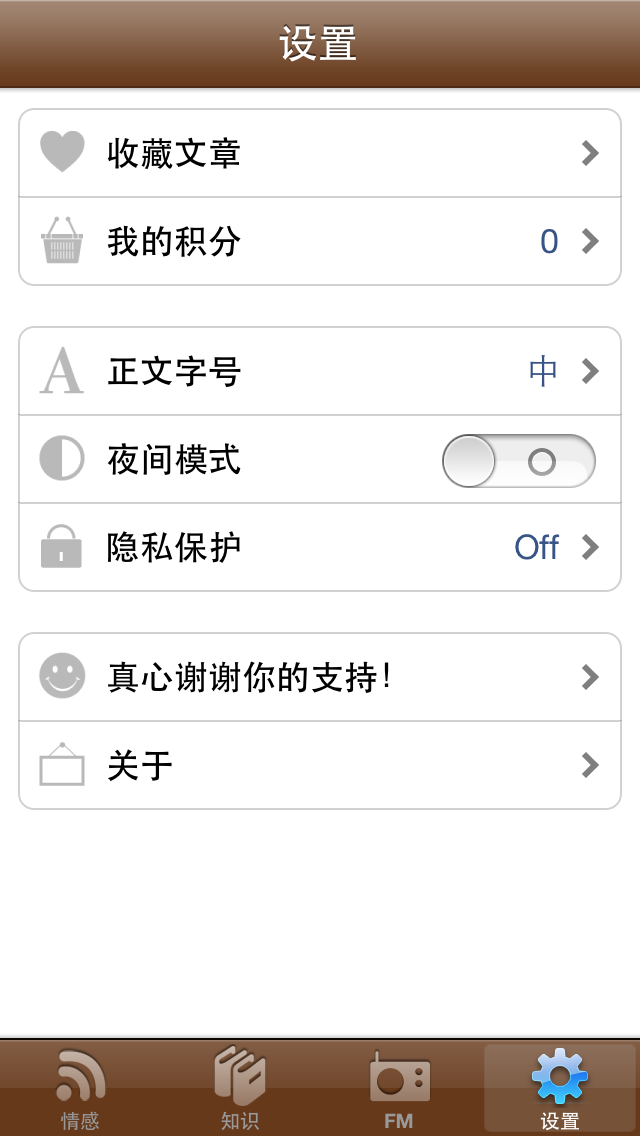 设置
收藏文章
我的积分 0
正文字号 中
夜间模式
隐私保护 Off
真心谢谢你的支持!
关于
情感 知识 FM 设置